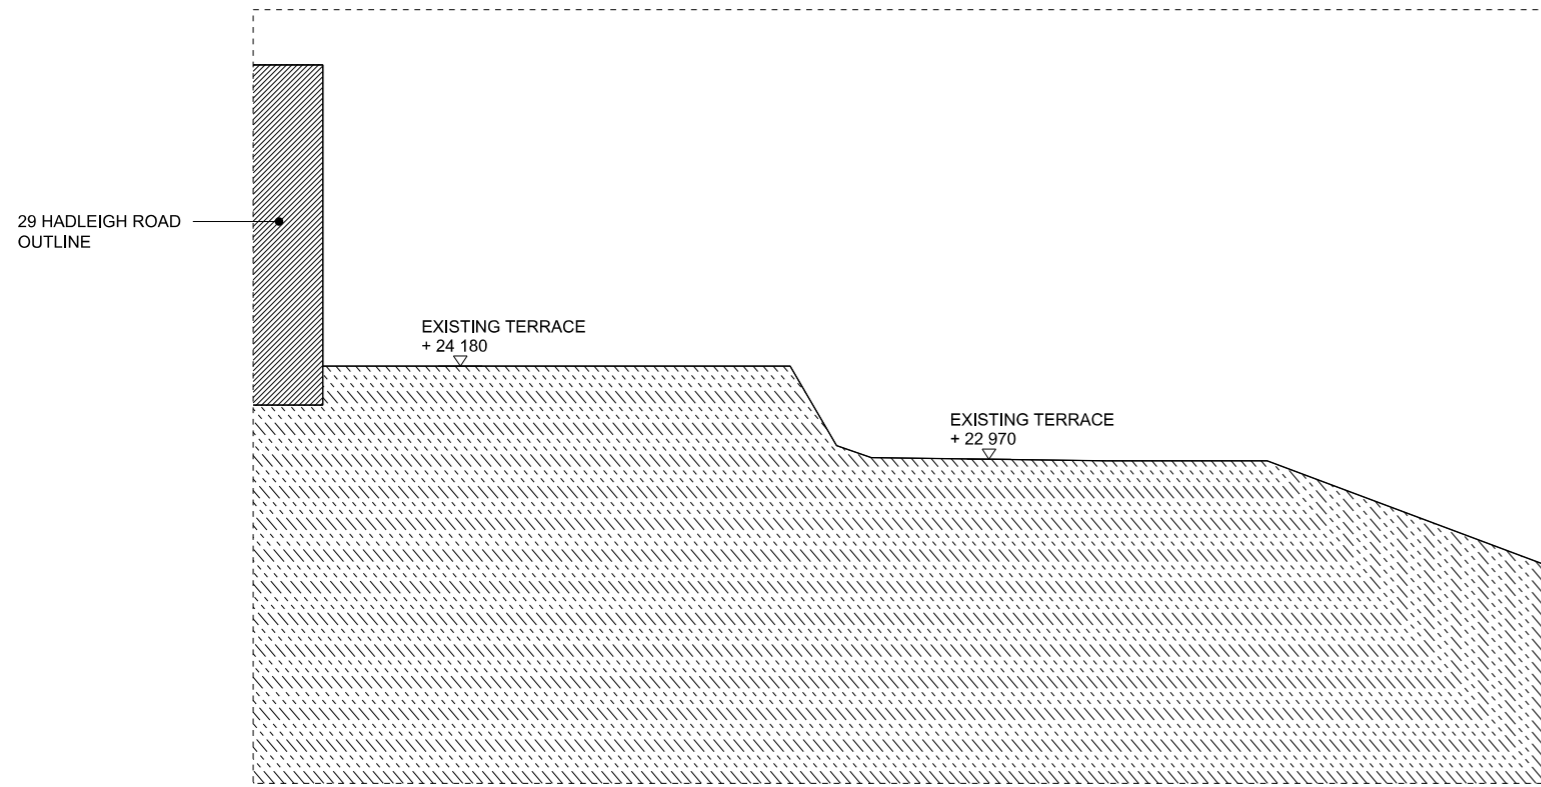 29 HADLEIGH ROAD
OUTLINE
EXISTING TERRACE
+ 24 180
EXISTING TERRACE
+ 22 970